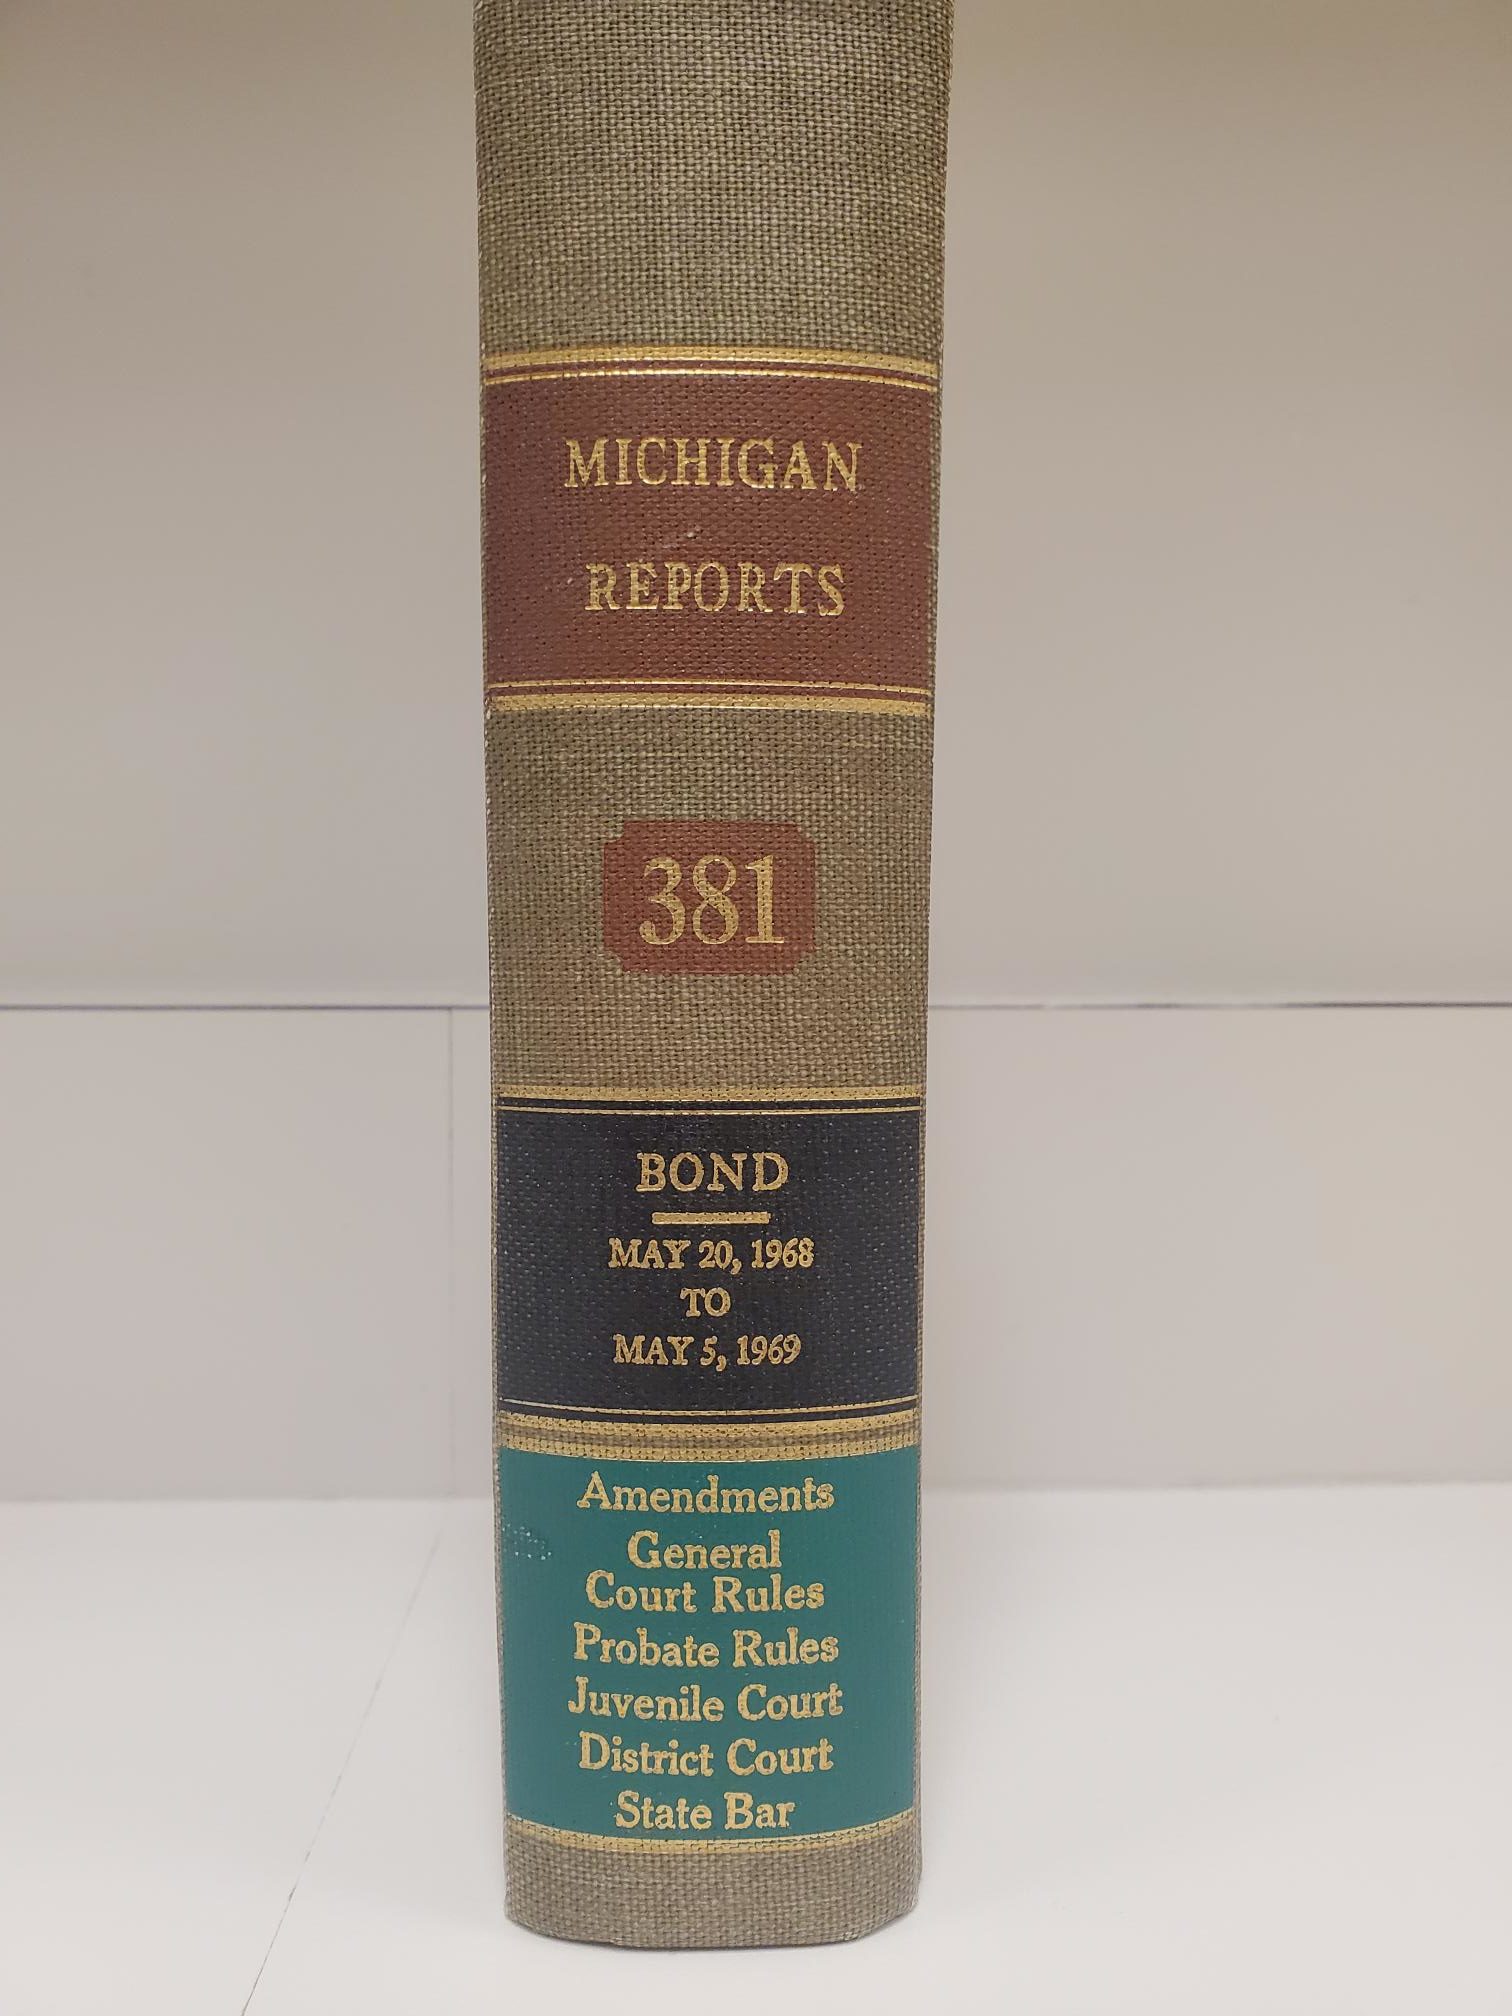 MICHIGAN
REPORTS
381
BOND
MAY 20, 1968
TO
MAY 5, 1969
Amendments
General
Court Rules
Probate Rules
Juvenile Court
District Court
State Bar